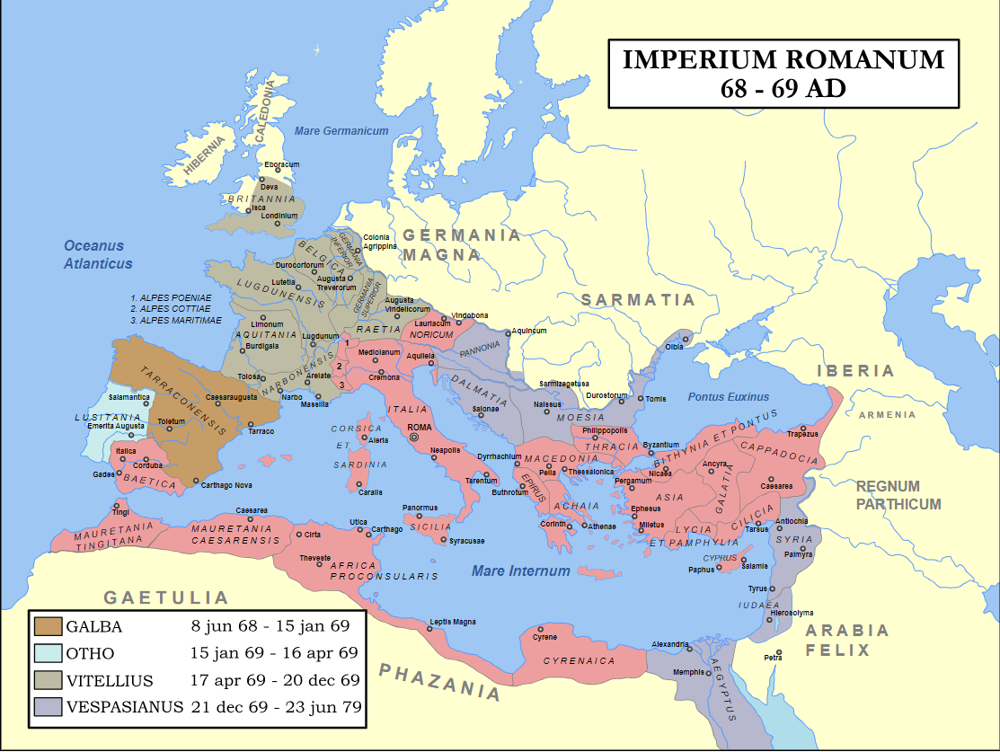 IMPERIUM ROMANUM
68 - 69 AD
CALEDONIA
HIBERNIA
Mare Germanicum
Eboracum
Deva
BRITANNIA
Isca
Londinium
Oceanus
Atlanticus
GERMANIA
MAGNA
Colonia
Agrippina
GERMANIA
INFERIOR
BELGICA
Durocortorum
Lutetia
Augusta
Treverorum
LUGDUNENSIS
GERMANIA
SUPERIOR
SARMATIA
1. ALPES POENIAE
2. ALPES COTTIAE
3. ALPES MARITIMAE
Augusta
Vindelicorum
Vindobona
Lauriacum
NORICUM
RAETIA
Limonum
AQUITANIA
Burdigala
Lugdunum
1
2
3
Aquincum
PANNONIA
Olbia
Mediolanum
Aquileia
Cremona
NARBONENSIS
Tolosa
Arelate
Narbo
Massilia
IBERIA
TARRACONENSIS
Salamantica
Caesaraugusta
LUSITANIA
Toletum
Emerita Augusta
Tarraco
DALMATIA
Salonae
Sarmizegetusa
Naissus
Durostorum
Tomis
MOESIA
Pontus Euxinus
ARMENIA
ITALIA
ROMA
CORSICA
ET
SARDINIA
Aleria
Caralis
Neapolis
Tarentum
Philippopolis
THRACIA
Byzantium
BITHYNIA ET PONTUS
Trapezus
CAPPADOCIA
Italica
Corduba
Gades
BAETICA
Carthago Nova
Dyrrhachium
MACEDONIA
Pella
Thessalonica
Buthrotum
EPIRUS
Nicaea
Ancyra
GALATIA
Caesarea
Pergamum
ASIA
REGNUM
PARTHICUM
ACHAIA
Corinth
Athenae
Ephesus
Miletus
LYCIA
ET PAMPHYLIA
CILICIA
Tarsus
Antiochia
SYRIA
Palmyra
Tingi
MAURETANIA
TINGITANA
Caesarea
MAURETANIA
CAESARENSIS
Cirta
Utica
Carthago
Panormus
SICILIA
Syracusae
Theveste
AFRICA
PROCONSULARIS
CYPRUS
Paphus
Salamis
Mare Internum
Tyrus
IUDAEA
Hierosolyma
GAETULIA
Leptis Magna
Cyrene
CYRENAICA
Alexandria
Memphis
AEGYPTUS
Petra
ARABIA
FELIX
PHAZANIA
GALBA 8 jun 68 - 15 jan 69
OTHO 15 jan 69 - 16 apr 69
VITELLIUS 17 apr 69 - 20 dec 69
VESPASIANUS 21 dec 69 - 23 jun 79